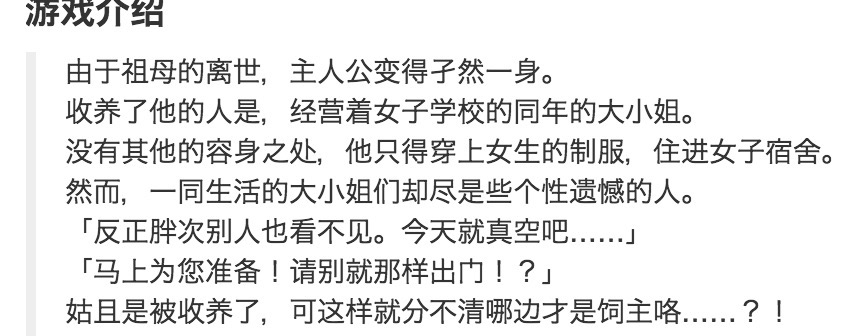 游戏介绍
由于祖母的离世，主人公变得孑然一身。
收养了他的人是，经营着女子学校的同年的大小姐。
没有其他的容身之处，他只得穿上女生的制服，住进女子宿舍。
然而，一同生活的大小姐们却尽是些个性遗憾的人。
「反正胖次别人也看不见。今天就真空吧……」
「马上为您准备！请别就那样出门！？」
姑且是被收养了，可这样就分不清哪边才是饲主咯……？！